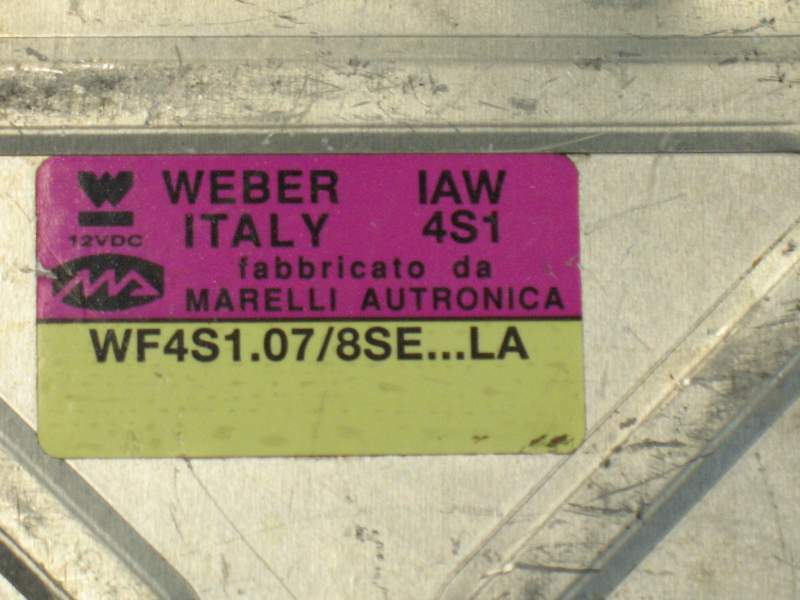 WEBER IAW
ITALY 4S1
12VDC
fabbricato da
MARELLI AUTRONICA
WF4S1.07/8SE...LA